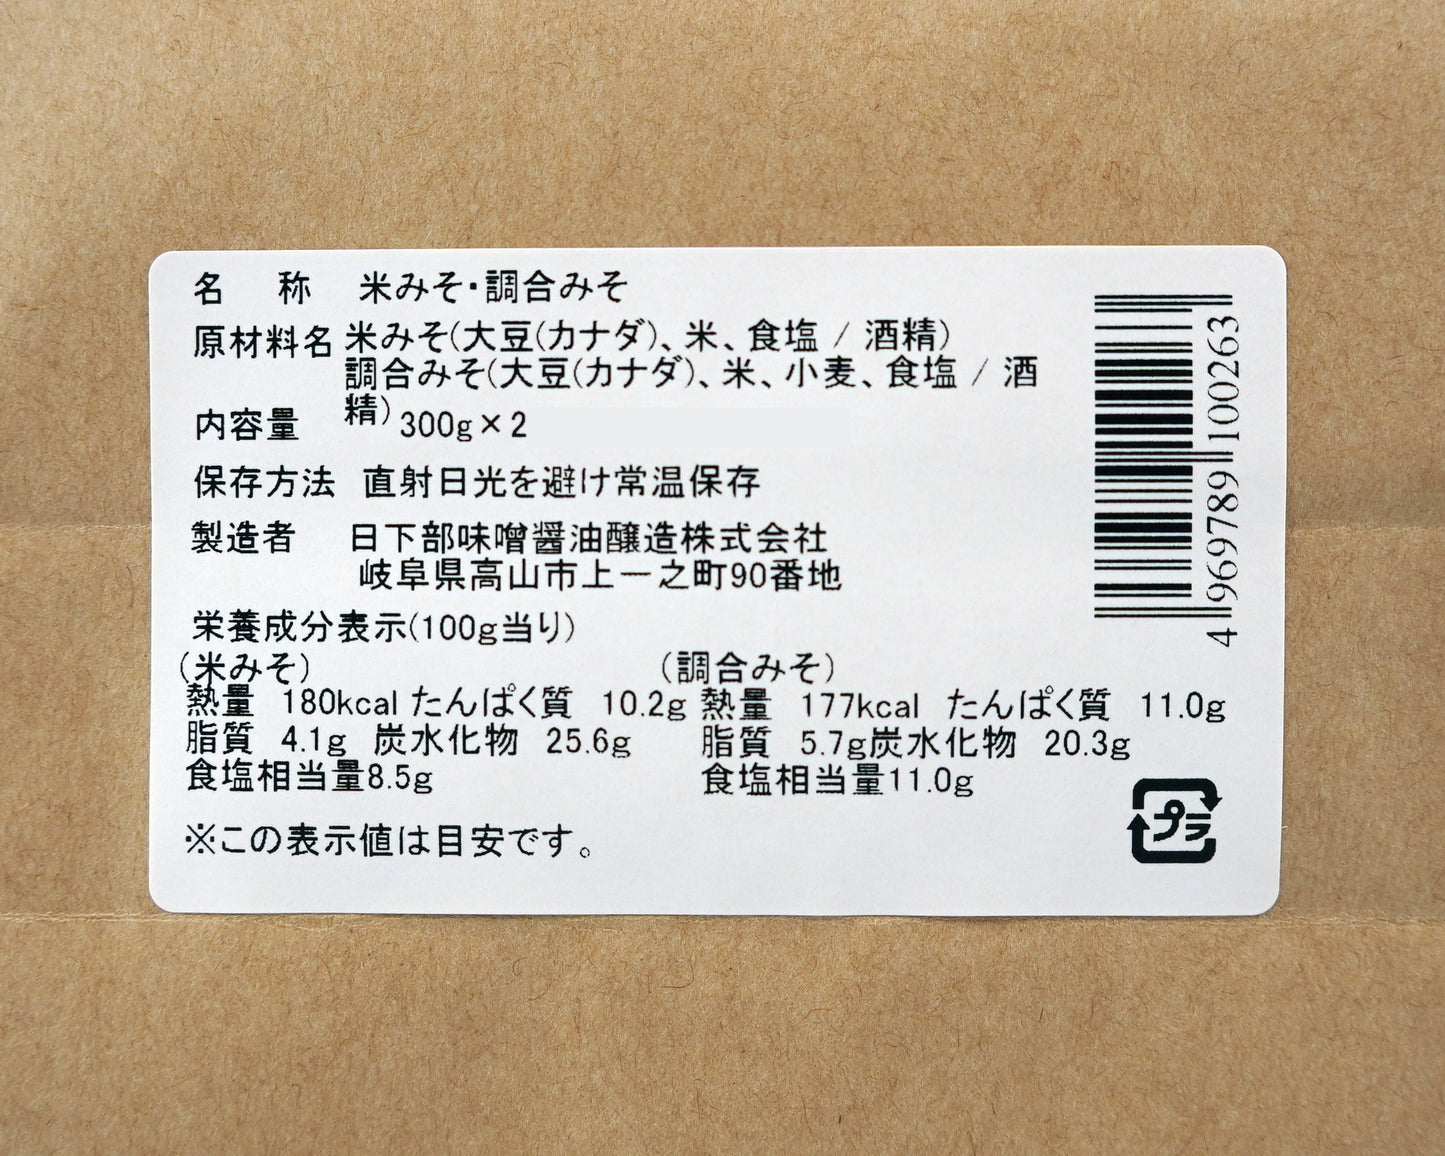 名　称　米みそ・調合みそ
原材料名 米みそ(大豆(カナダ)、米、食塩 / 酒精)
調合みそ(大豆(カナダ)、米、小麦、食塩 / 酒
精)
内容量 300g×2
保存方法 直射日光を避け常温保存
製造者 日下部味噌醤油醸造株式会社
岐阜県高山市上一之町90番地
栄養成分表示(100g当り)
(米みそ) (調合みそ)
熱量 180kcal たんぱく質 10.2g 熱量 177kcal たんぱく質 11.0g
脂質 4.1g 炭水化物 25.6g 脂質 5.7g炭水化物 20.3g
食塩相当量8.5g 食塩相当量11.0g
※この表示値は目安です。
4 969789 100263
プラ